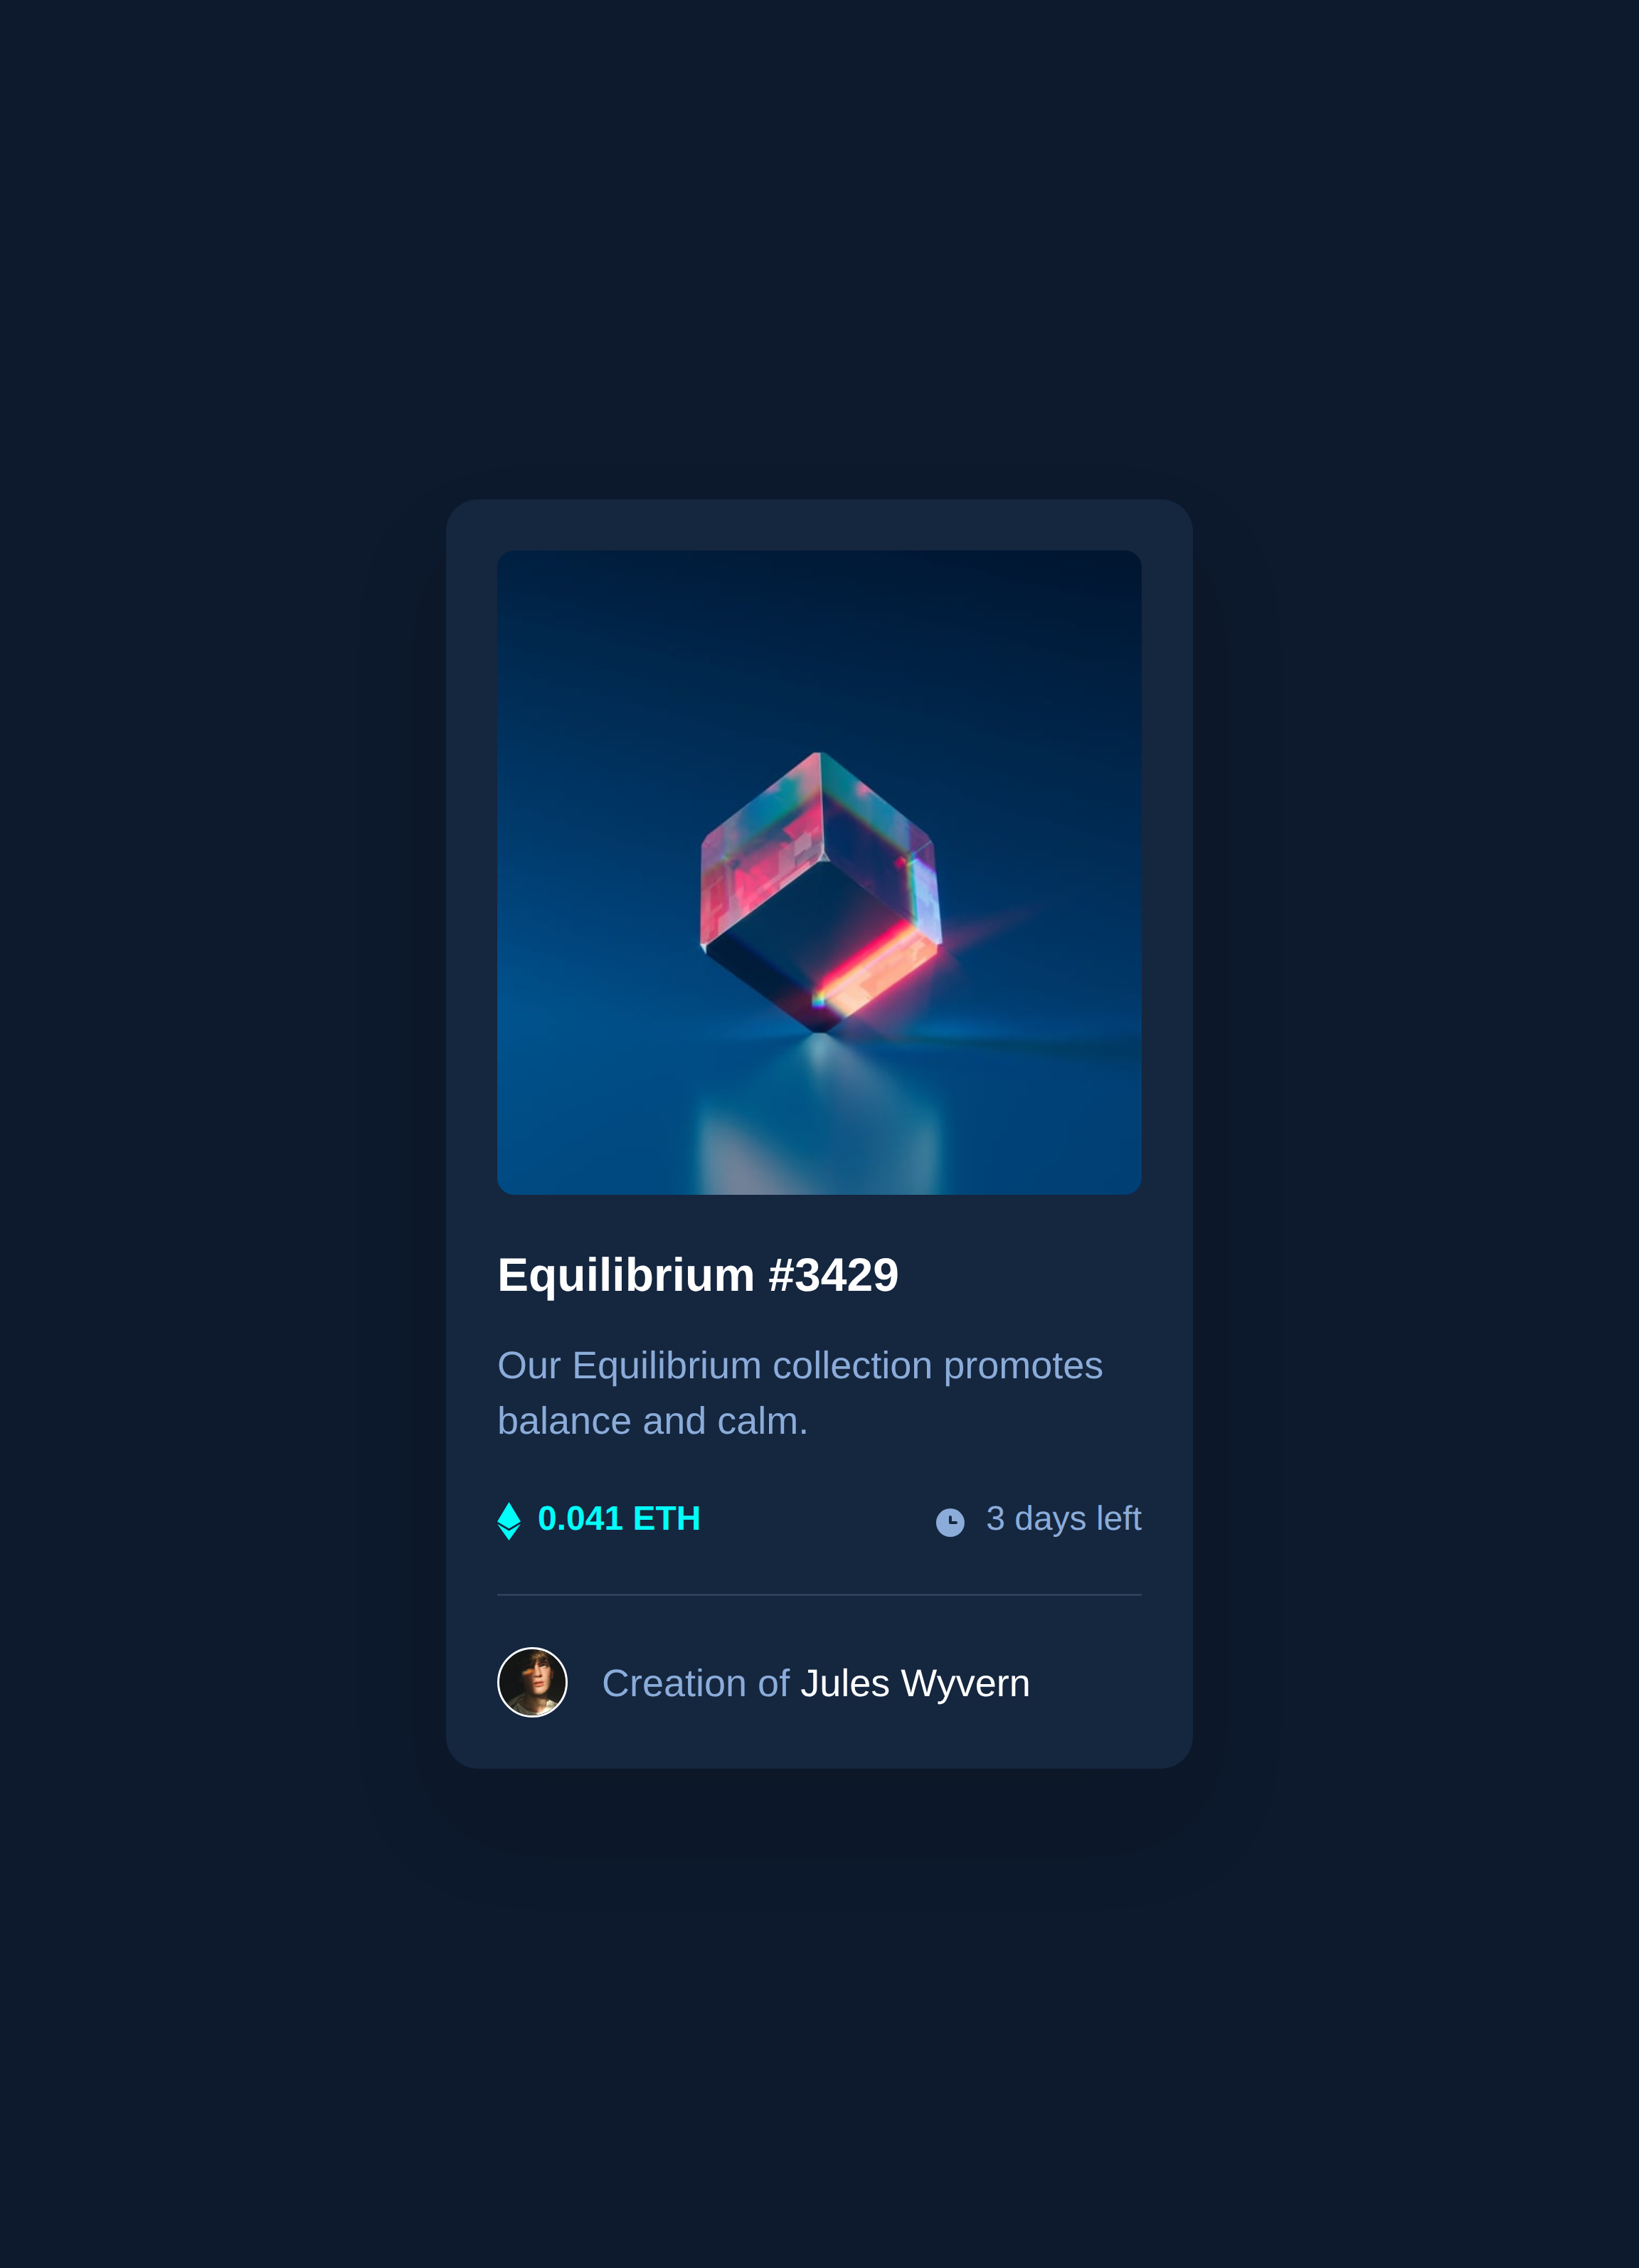 Equilibrium #3429
Our Equilibrium collection promotes
balance and calm.
0.041 ETH
3 days left
Creation of Jules Wyvern